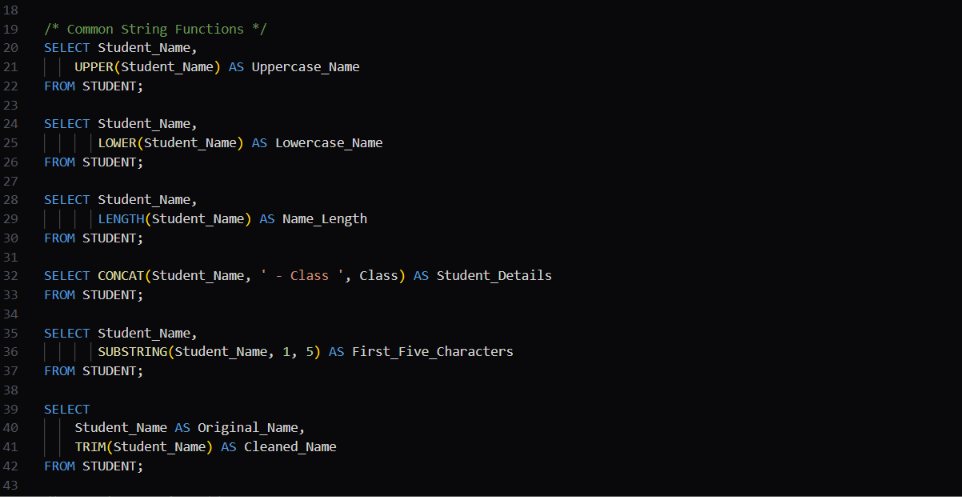 18
19 /* Common String Functions */
20 SELECT Student_Name,
21 UPPER(Student_Name) AS Uppercase_Name
22 FROM STUDENT;
23
24 SELECT Student_Name,
25 LOWER(Student_Name) AS Lowercase_Name
26 FROM STUDENT;
27
28 SELECT Student_Name,
29 LENGTH(Student_Name) AS Name_Length
30 FROM STUDENT;
31
32 SELECT CONCAT(Student_Name, ' - Class ', Class) AS Student_Details
33 FROM STUDENT;
34
35 SELECT Student_Name,
36 SUBSTRING(Student_Name, 1, 5) AS First_Five_Characters
37 FROM STUDENT;
38
39 SELECT
40 Student_Name AS Original_Name,
41 TRIM(Student_Name) AS Cleaned_Name
42 FROM STUDENT;
43